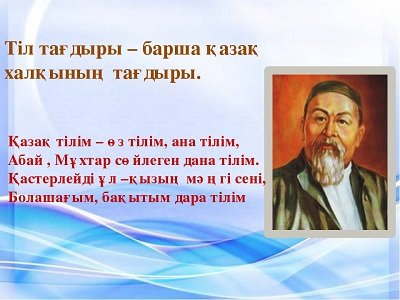 Тіл тағдыры – барша қазақ
халқының тағдыры.
Қазақ тілім – өз тілім, ана тілім,
Абай , Мұхтар сөйлеген дана тілім.
Қастерлейді ұл –қызың мәңгі сені,
Болашағым, бақытым дара тілім